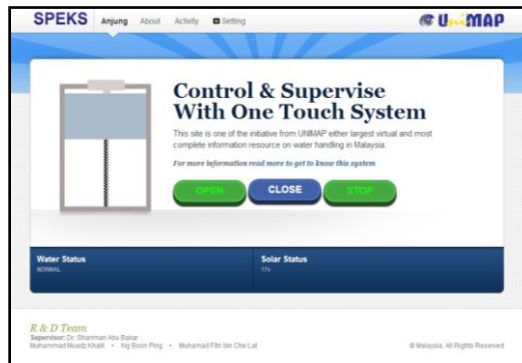 SPEKS Anjung About Activity Setting UniMAP
Control & Supervise
With One Touch System
This site is one of the initiative from UNIMAP either largest virtual and most
complete information resource on water handling in Malaysia
For more information read more to get to know this system
OPEN CLOSE STOP
Water Status Solar Status
NORMAL 17v
R & D Team
Supervisor: Dr. Shariman Abu Bakar
Muhammad Muadz Khalil • Ng Boon Ping • Muhamad Fitri bin Che Lat © Malaysia. All Rights Reserved